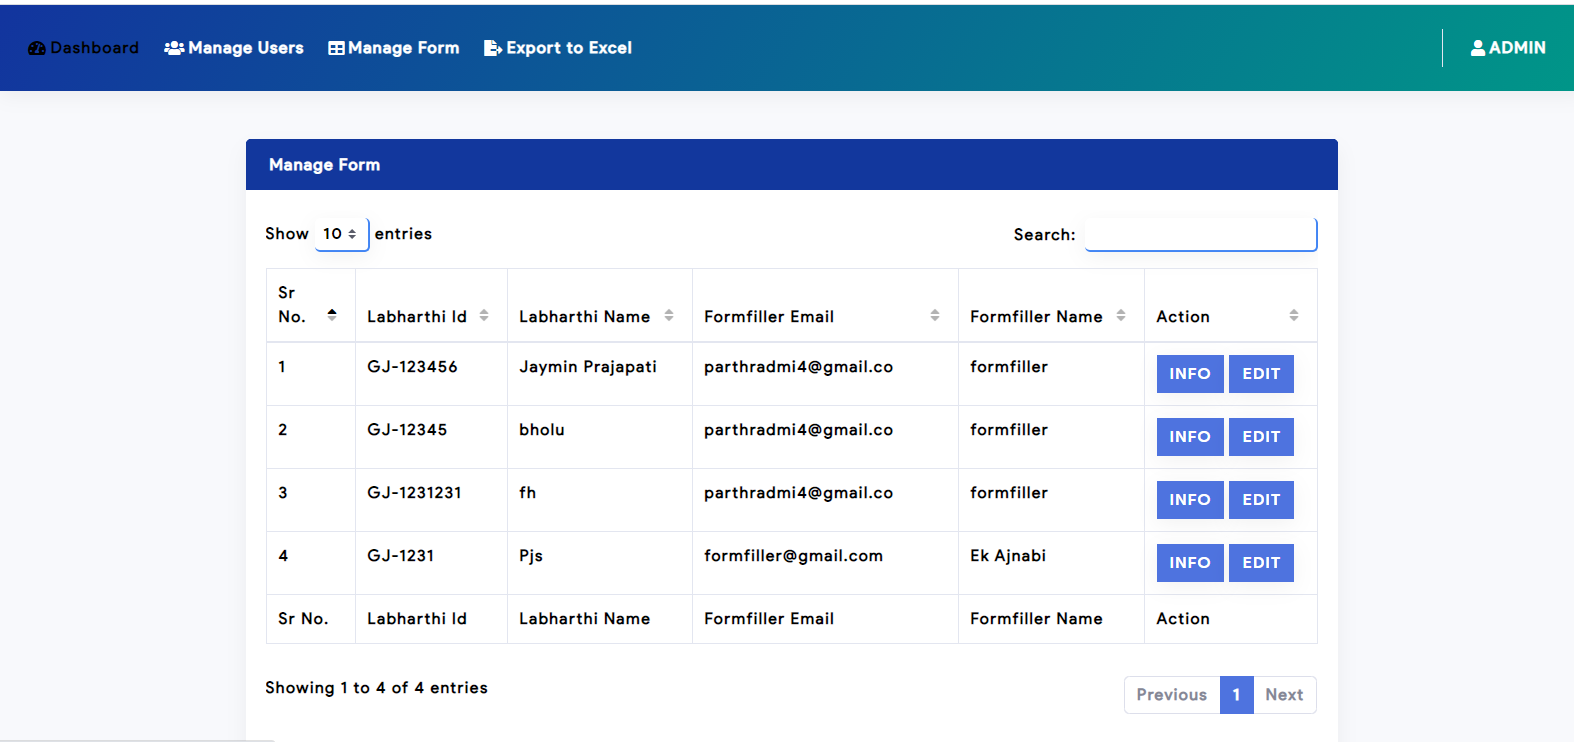 Dashboard Manage Users Manage Form Export to Excel ADMIN
Manage Form
Show 10 entries Search:
Sr No. Labharthi Id Labharthi Name Formfiller Email Formfiller Name Action
1 GJ-123456 Jaymin Prajapati parthradmi4@gmail.co formfiller INFO EDIT
2 GJ-12345 bholu parthradmi4@gmail.co formfiller INFO EDIT
3 GJ-1231231 fh parthradmi4@gmail.co formfiller INFO EDIT
4 GJ-1231 Pjs formfiller@gmail.com Ek Ajnabi INFO EDIT
Sr No. Labharthi Id Labharthi Name Formfiller Email Formfiller Name Action
Showing 1 to 4 of 4 entries Previous 1 Next